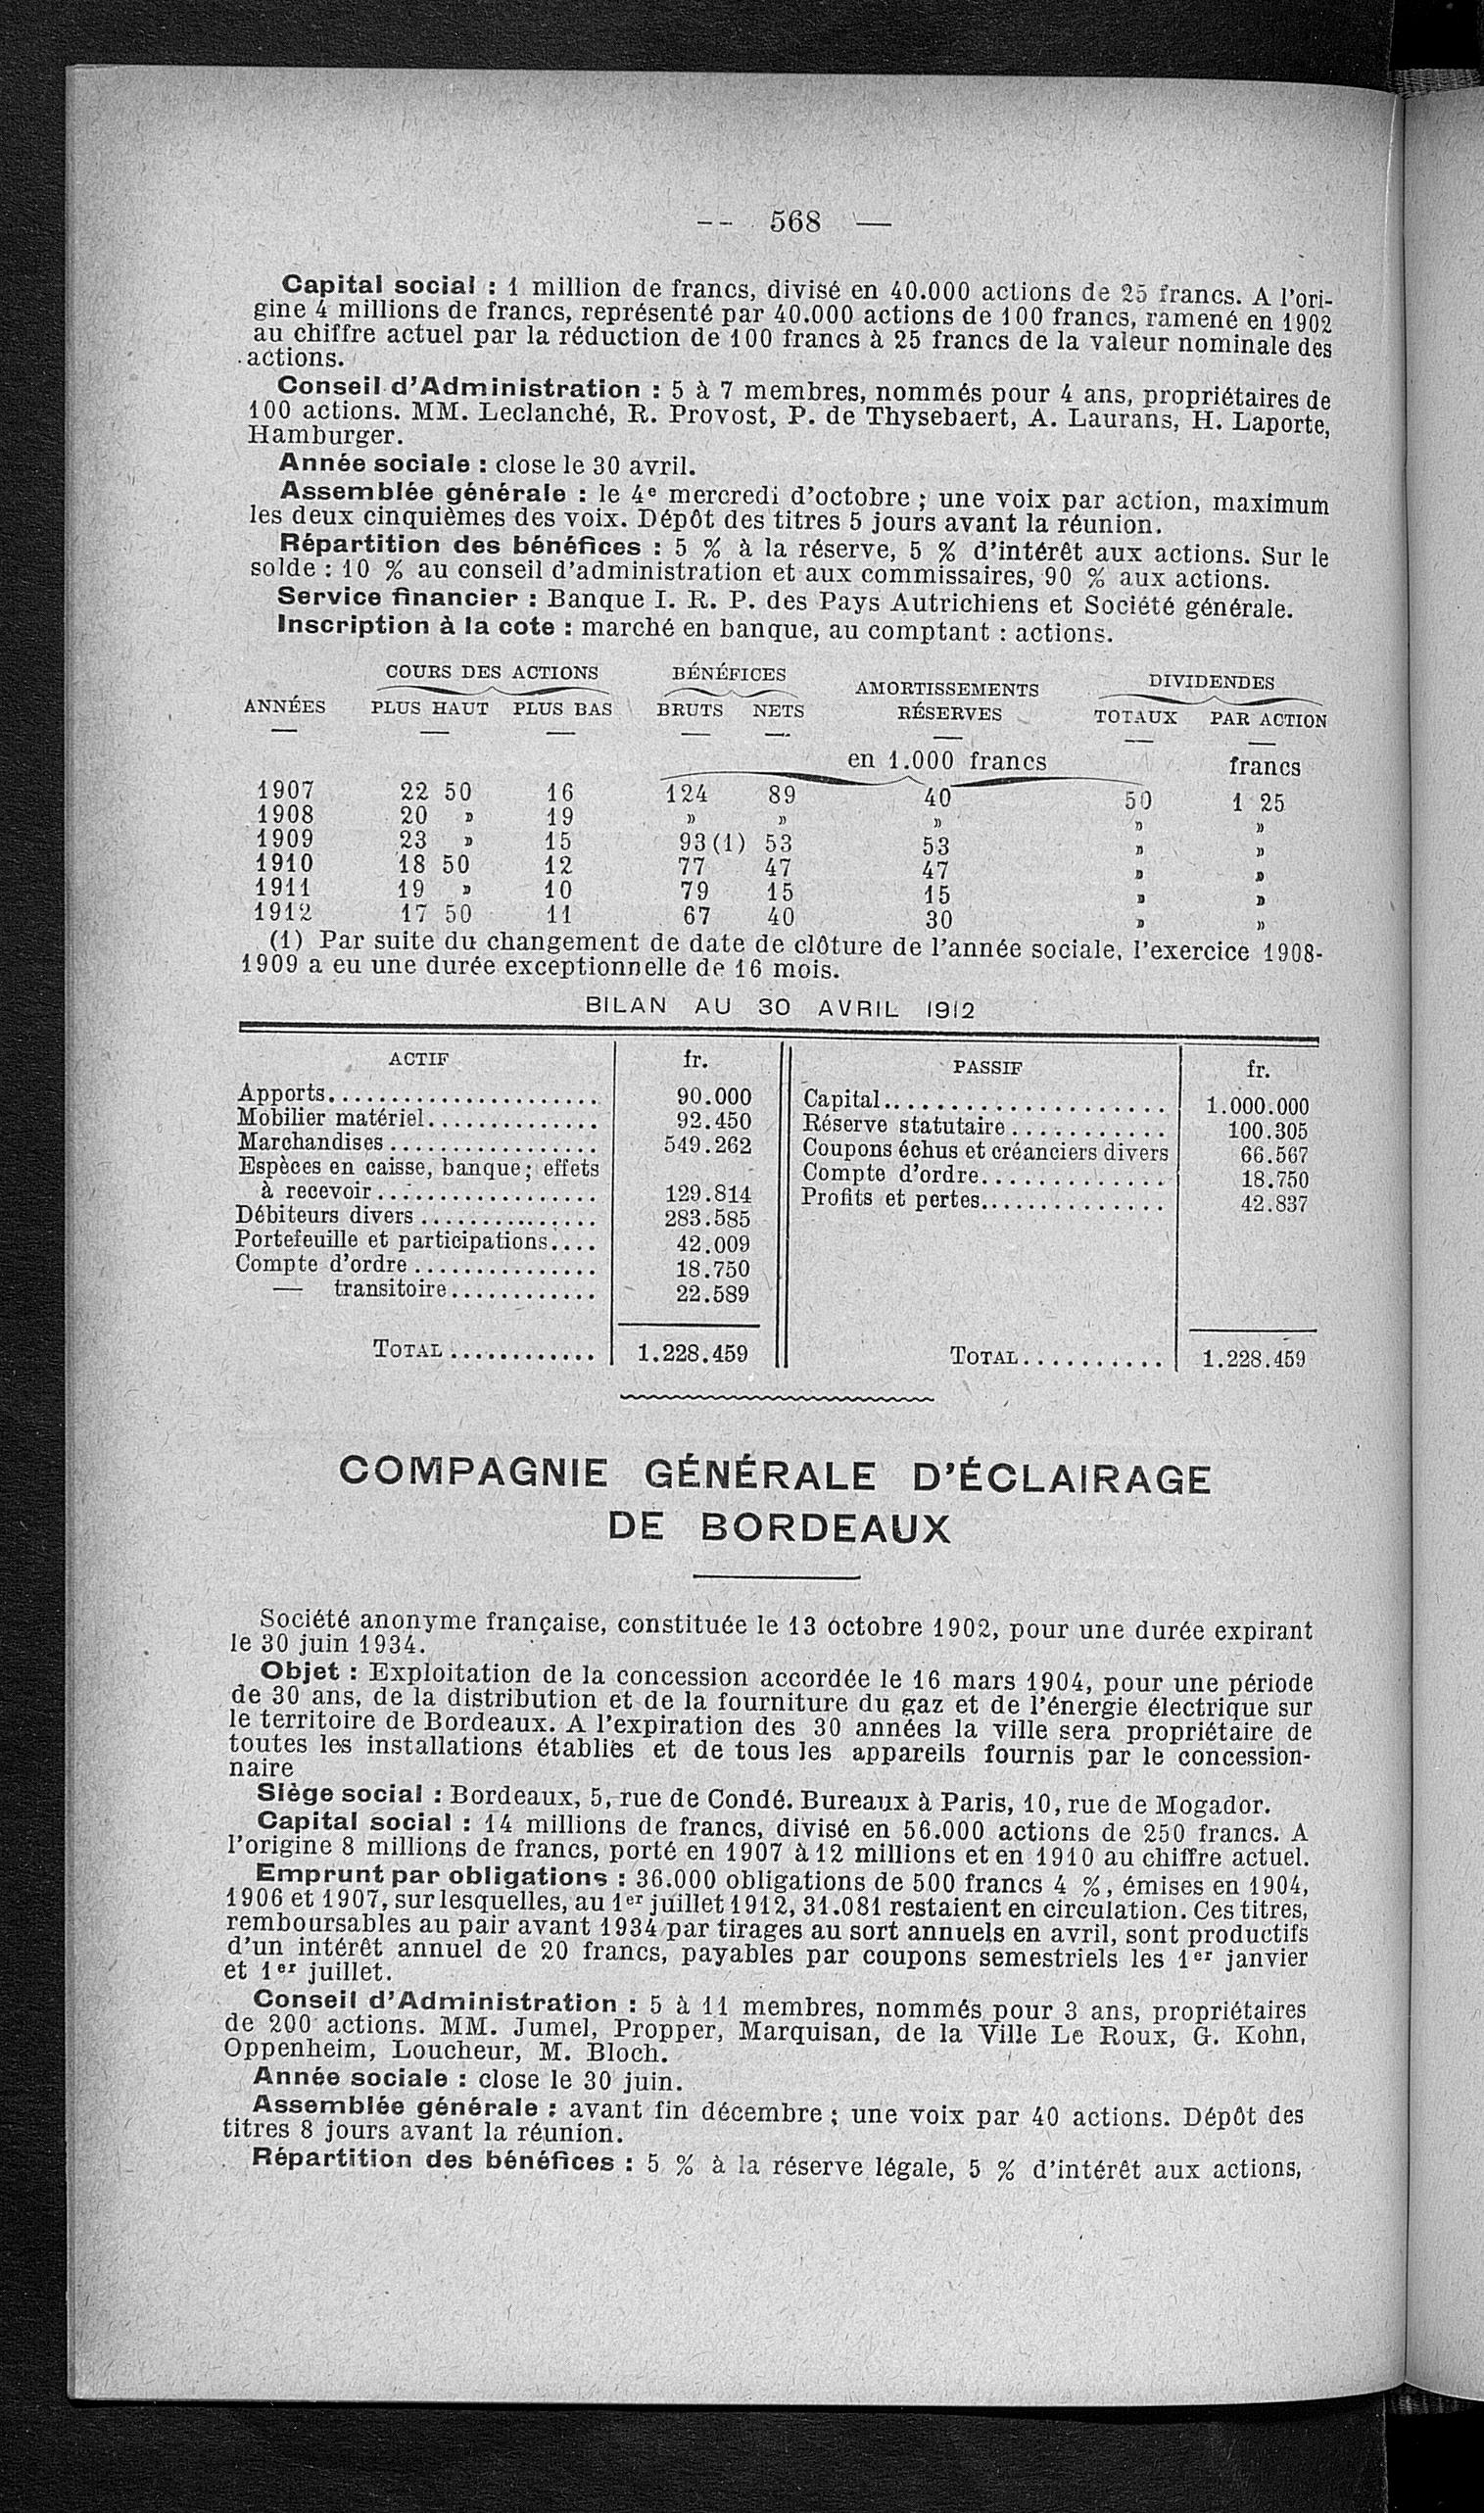 -- 568 —
Capital social : 1 million de francs, divisé en 40.000 actions de 25 francs. A l'ori-
gine 4 millions de francs, représenté par 40.000 actions de 100 francs, ramené en 1902
au chiffre actuel par la réduction de 100 francs à 25 francs de la valeur nominale des
actions.
Conseil d'Administration : 5 à 7 membres, nommés pour 4 ans, propriétaires de
100 actions. MM. Leclanché, R. Provost, P. de Thysebaert, A. Laurans, H. Laporte,
Hamburger.
Année sociale : close le 30 avril.
Assemblée générale : le 4e mercredi d'octobre ; une voix par action, maximum
les deux cinquièmes des voix. Dépôt des titres 5 jours avant la réunion.
Répartition des bénéfices : 5 % à la réserve, 5 % d'intérêt aux actions. Sur le
solde : 10 % au conseil d'administration et aux commissaires, 90 % aux actions.
Service financier : Banque I. R. P. des Pays Autrichiens et Société générale.
Inscription à la cote : marché en banque, au comptant : actions.
COURS DES ACTIONS BÉNÉFICES AMORTISSEMENTS DIVIDENDES
ANNÉES PLUS HAUT PLUS BAS BRUTS NETS RÉSERVES TOTAUX PAR ACTION
en 1.000 francs francs
1907 22 50 16 124 89 40 50 1 25
1908 20 » 19 » » » » »
1909 23 » 15 93 (1) 53 53 » »
1910 18 50 12 77 47 47 » »
1911 19 » 10 79 15 15 » »
1912 17 50 11 67 40 30 » »
(1) Par suite du changement de date de clôture de l'année sociale, l'exercice 1908-
1909 a eu une durée exceptionnelle de 16 mois.
BILAN AU 30 AVRIL 1912
ACTIF fr. PASSIF fr.
Apports...................... 90.000 Capital...................... 1.000.000
Mobilier matériel.............. 92.450 Réserve statutaire............ 100.305
Marchandises................. 549.262 Coupons échus et créanciers divers 66.567
Espèces en caisse, banque; effets Compte d'ordre.............. 18.750
à recevoir.................. 129.814 Profits et pertes.............. 42.837
Débiteurs divers............... 283.585
Portefeuille et participations.... 42.009
Compte d'ordre............... 18.750
— transitoire............ 22.589
TOTAL............ 1.228.459 TOTAL.......... 1.228.459
COMPAGNIE GÉNÉRALE D'ÉCLAIRAGE
DE BORDEAUX
Société anonyme française, constituée le 13 octobre 1902, pour une durée expirant
le 30 juin 1934.
Objet : Exploitation de la concession accordée le 16 mars 1904, pour une période
de 30 ans, de la distribution et de la fourniture du gaz et de l'énergie électrique sur
le territoire de Bordeaux. A l'expiration des 30 années la ville sera propriétaire de
toutes les installations établies et de tous les appareils fournis par le concession-
naire
Siège social : Bordeaux, 5, rue de Condé. Bureaux à Paris, 10, rue de Mogador.
Capital social : 14 millions de francs, divisé en 56.000 actions de 250 francs. A
l'origine 8 millions de francs, porté en 1907 à 12 millions et en 1910 au chiffre actuel.
Emprunt par obligations : 36.000 obligations de 500 francs 4 %, émises en 1904,
1906 et 1907, sur lesquelles, au 1er juillet 1912, 31.081 restaient en circulation. Ces titres,
remboursables au pair avant 1934 par tirages au sort annuels en avril, sont productifs
d'un intérêt annuel de 20 francs, payables par coupons semestriels les 1er janvier
et 1er juillet.
Conseil d'Administration : 5 à 11 membres, nommés pour 3 ans, propriétaires
de 200 actions. MM. Jumel, Propper, Marquisan, de la Ville Le Roux, G. Kohn,
Oppenheim, Loucheur, M. Bloch.
Année sociale : close le 30 juin.
Assemblée générale : avant fin décembre ; une voix par 40 actions. Dépôt des
titres 8 jours avant la réunion.
Répartition des bénéfices : 5 % à la réserve légale, 5 % d'intérêt aux actions,